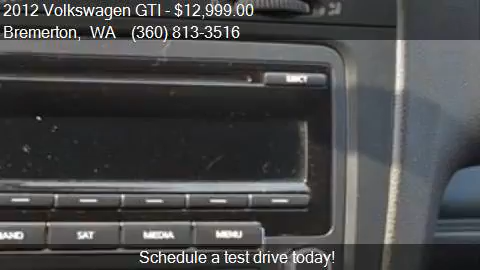 2012 Volkswagen GTI - $12,999.00
Bremerton,  WA   (360) 813-3516
EJECT
BAND SAT MEDIA MENU
Schedule a test drive today!